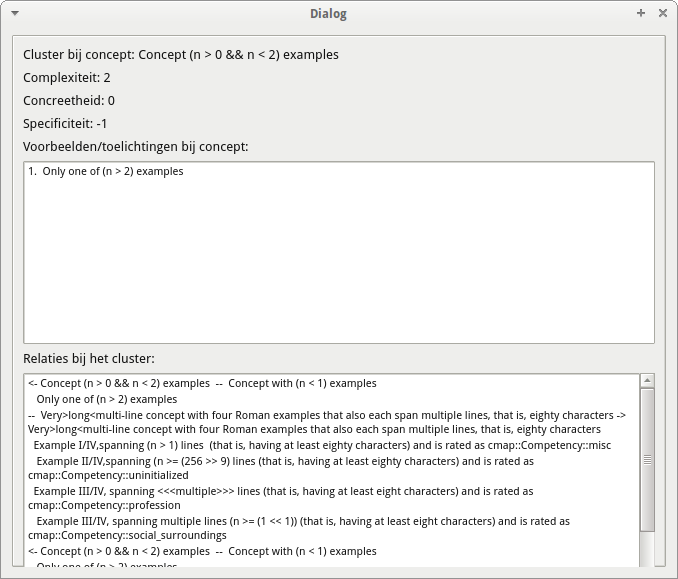 Dialog
Cluster bij concept: Concept (n > 0 && n < 2) examples
Complexiteit: 2
Concreetheid: 0
Specificiteit: -1
Voorbeelden/toelichtingen bij concept:
1. Only one of (n > 2) examples
Relaties bij het cluster:
<- Concept (n > 0 && n < 2) examples -- Concept with (n < 1) examples
Only one of (n > 2) examples
-- Very>long<multi-line concept with four Roman examples that also each span multiple lines, that is, eighty characters ->
Very>long<multi-line concept with four Roman examples that also each span multiple lines, that is, eighty characters
Example I/IV,spanning (n > 1) lines (that is, having at least eighty characters) and is rated as cmap::Competency::misc
Example II/IV,spanning (n >= (256 >> 9) lines (that is, having at least eighty characters) and is rated as
cmap::Competency::uninitialized
Example III/IV, spanning <<<multiple>>> lines (that is, having at least eighty characters) and is rated as
cmap::Competency::profession
Example III/IV, spanning multiple lines (n >= (1 << 1)) (that is, having at least eight characters) and is rated as
cmap::Competency::social_surroundings
<- Concept (n > 0 && n < 2) examples -- Concept with (n < 1) examples
Only one of (n > 2) examples